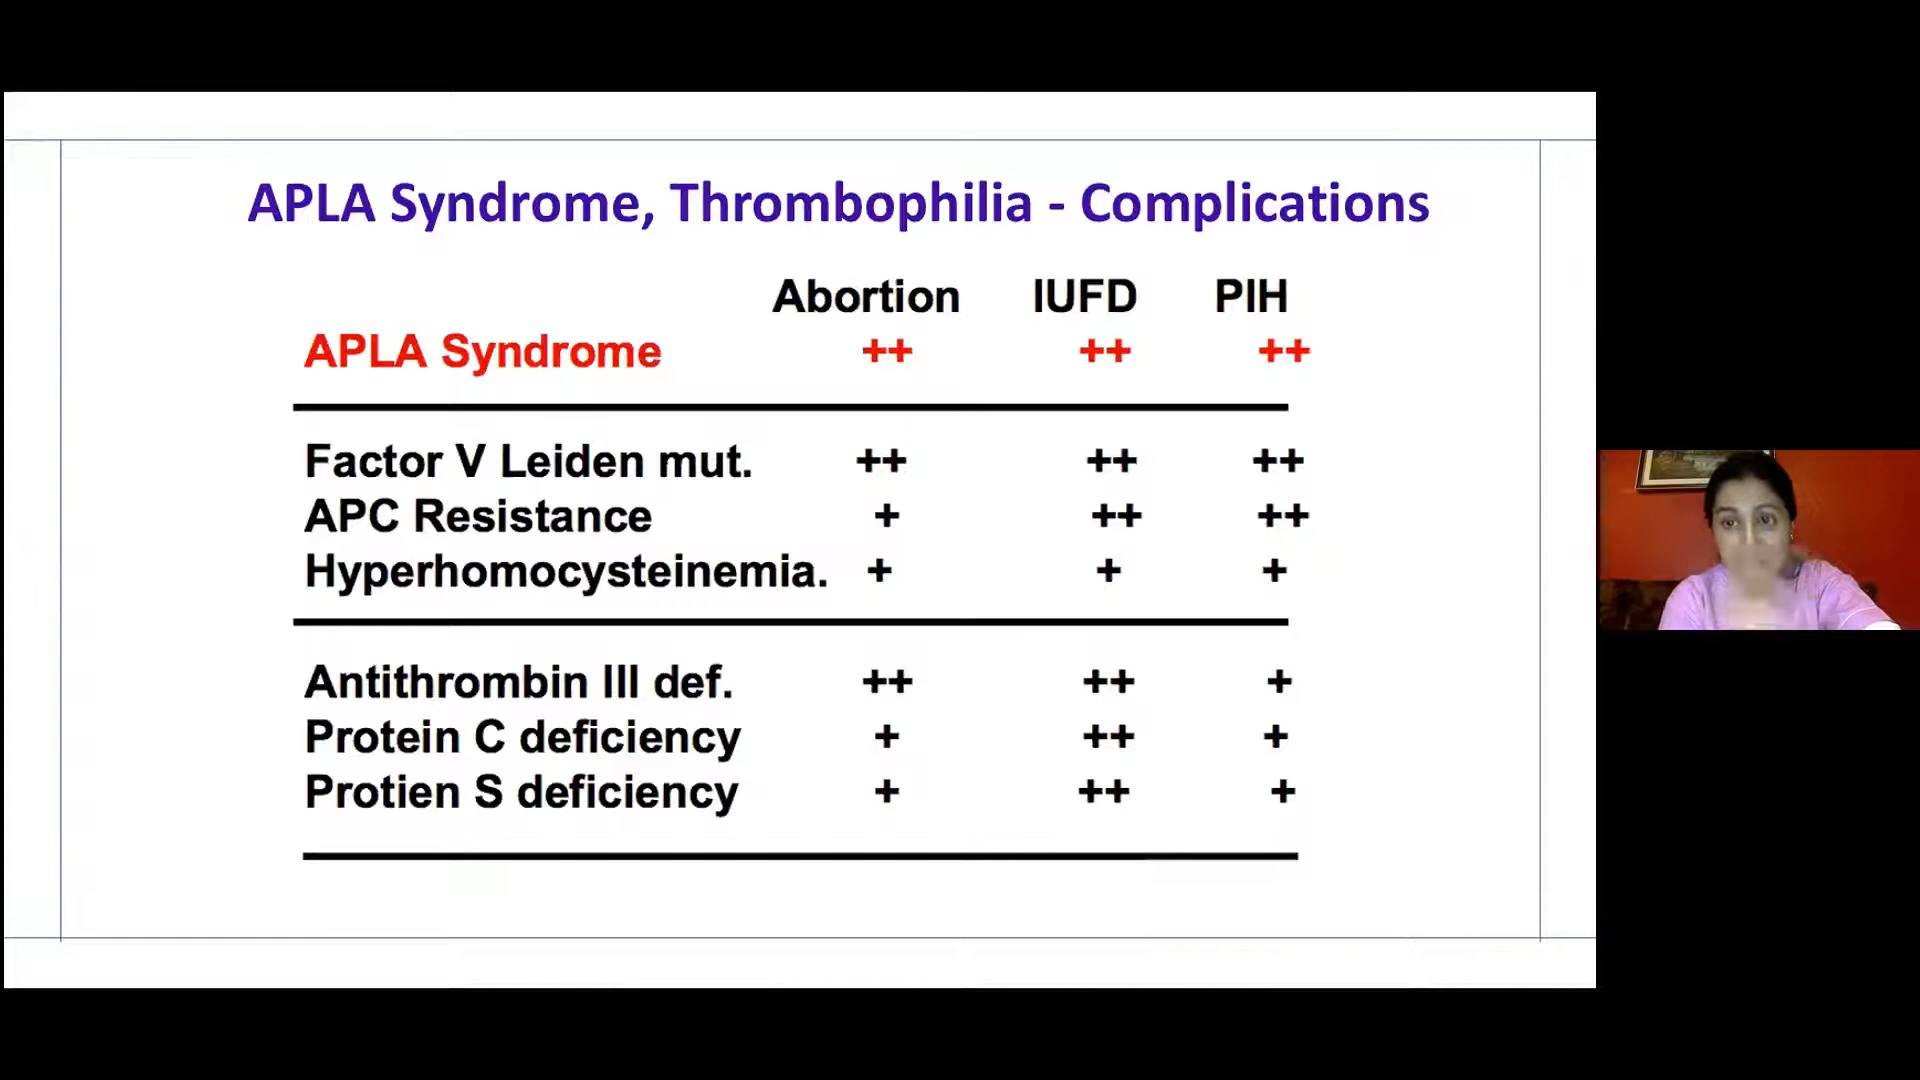 APLA Syndrome, Thrombophilia - Complications
Abortion IUFD PIH
APLA Syndrome ++ ++ ++
Factor V Leiden mut. ++ ++ ++
APC Resistance + ++ ++
Hyperhomocysteinemia. + + +
Antithrombin III def. ++ ++ +
Protein C deficiency + ++ +
Protien S deficiency + ++ +